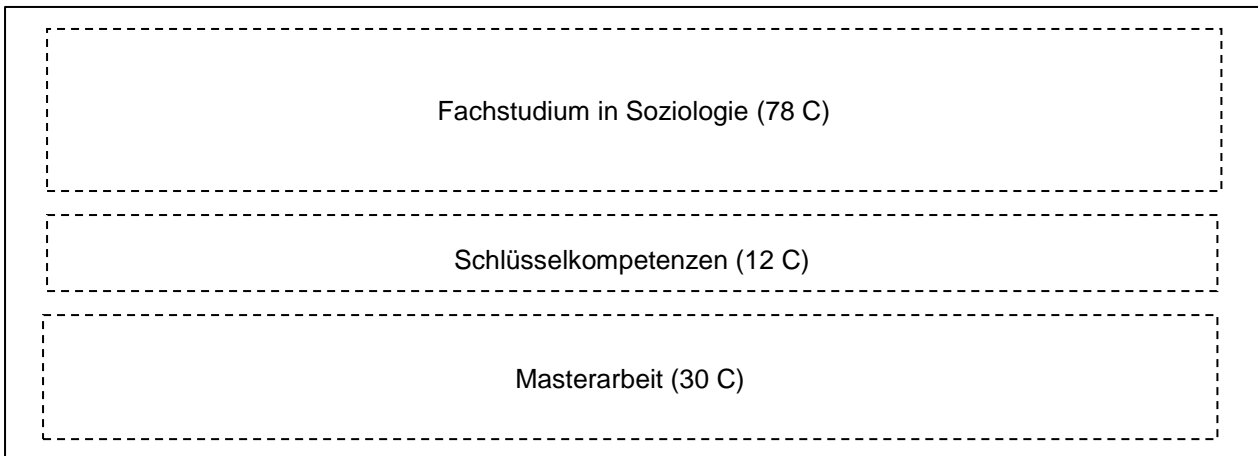 Fachstudium in Soziologie (78 C)
Schlüsselkompetenzen (12 C)
Masterarbeit (30 C)